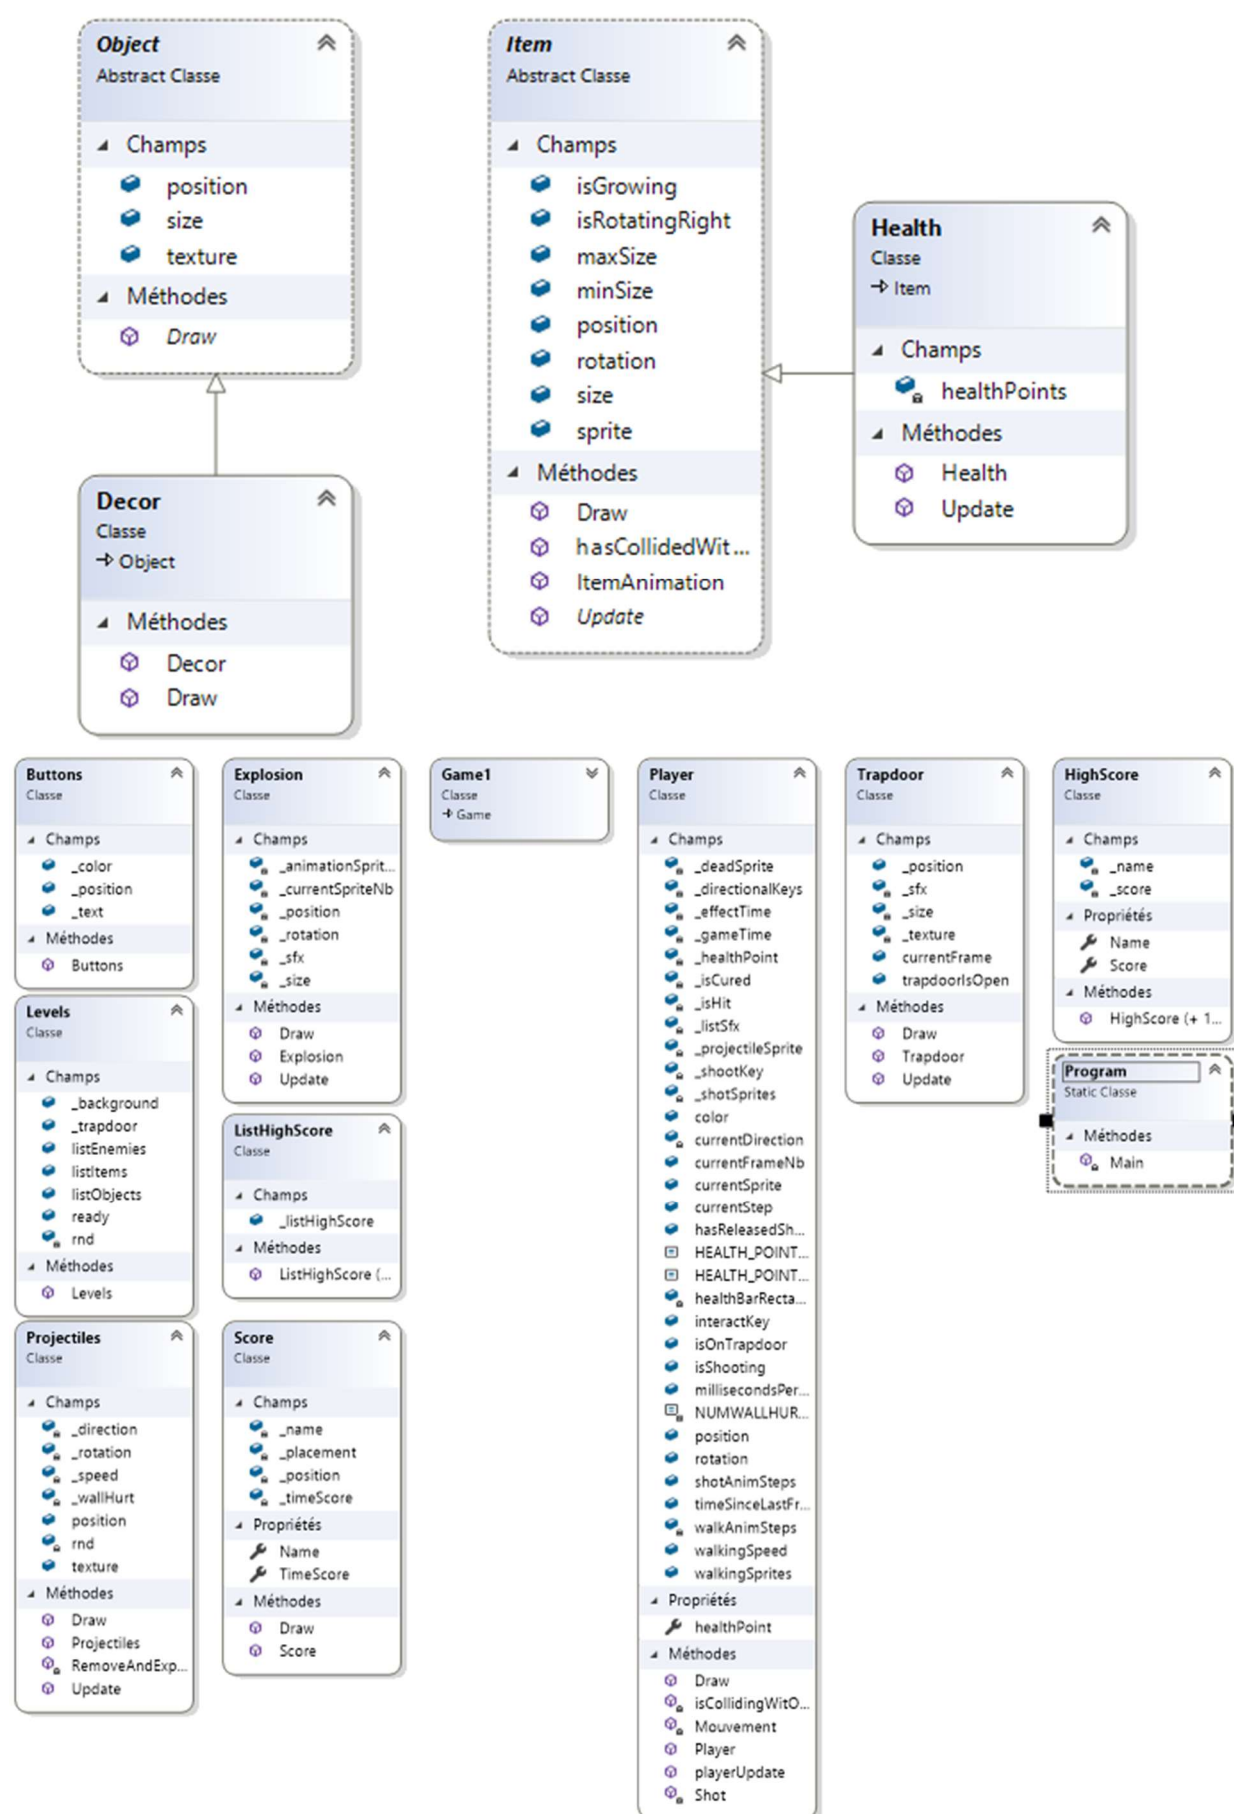 Object
Abstract Classe
Champs
position
size
texture
Méthodes
Draw
Item
Abstract Classe
Champs
isGrowing
isRotatingRight
maxSize
minSize
position
rotation
size
sprite
Méthodes
Draw
hasCollidedWit...
ItemAnimation
Update
Health
Classe
Item
Champs
healthPoints
Méthodes
Health
Update
Decor
Classe
Object
Méthodes
Decor
Draw
Buttons
Classe
Champs
_color
_position
_text
Méthodes
Buttons
Levels
Classe
Champs
_background
_trapdoor
listEnemies
listItems
listObjects
ready
rnd
Méthodes
Levels
Projectiles
Classe
Champs
_direction
_rotation
_speed
_wallHurt
position
rnd
texture
Méthodes
Draw
Projectiles
RemoveAndExp...
Update
Explosion
Classe
Champs
_animationSprit...
_currentSpriteNb
_position
_rotation
_sfx
_size
Méthodes
Draw
Explosion
Update
ListHighScore
Classe
Champs
_listHighScore
Méthodes
ListHighScore (...
Score
Classe
Champs
_name
_placement
_position
_timeScore
Propriétés
Name
TimeScore
Méthodes
Draw
Score
Game1
Classe
Game
Player
Classe
Champs
_deadSprite
_directionalKeys
_effectTime
_gameTime
_healthPoint
_isCured
_isHit
_listSfx
_projectileSprite
_shootKey
_shotSprites
color
currentDirection
currentFrameNb
currentSprite
currentStep
hasReleasedSh...
HEALTH_POINT...
HEALTH_POINT...
healthBarRecta...
interactKey
isOnTrapdoor
isShooting
millisecondsPer...
NUMWALLHUR...
position
rotation
shotAnimSteps
timeSinceLastFr...
walkAnimSteps
walkingSpeed
walkingSprites
Propriétés
healthPoint
Méthodes
Draw
isCollidingWitO...
Mouvement
Player
playerUpdate
Shot
Trapdoor
Classe
Champs
_position
_sfx
_size
_texture
currentFrame
trapdoorIsOpen
Méthodes
Draw
Trapdoor
Update
HighScore
Classe
Champs
_name
_score
Propriétés
Name
Score
Méthodes
HighScore (+ 1...
Program
Static Classe
Méthodes
Main